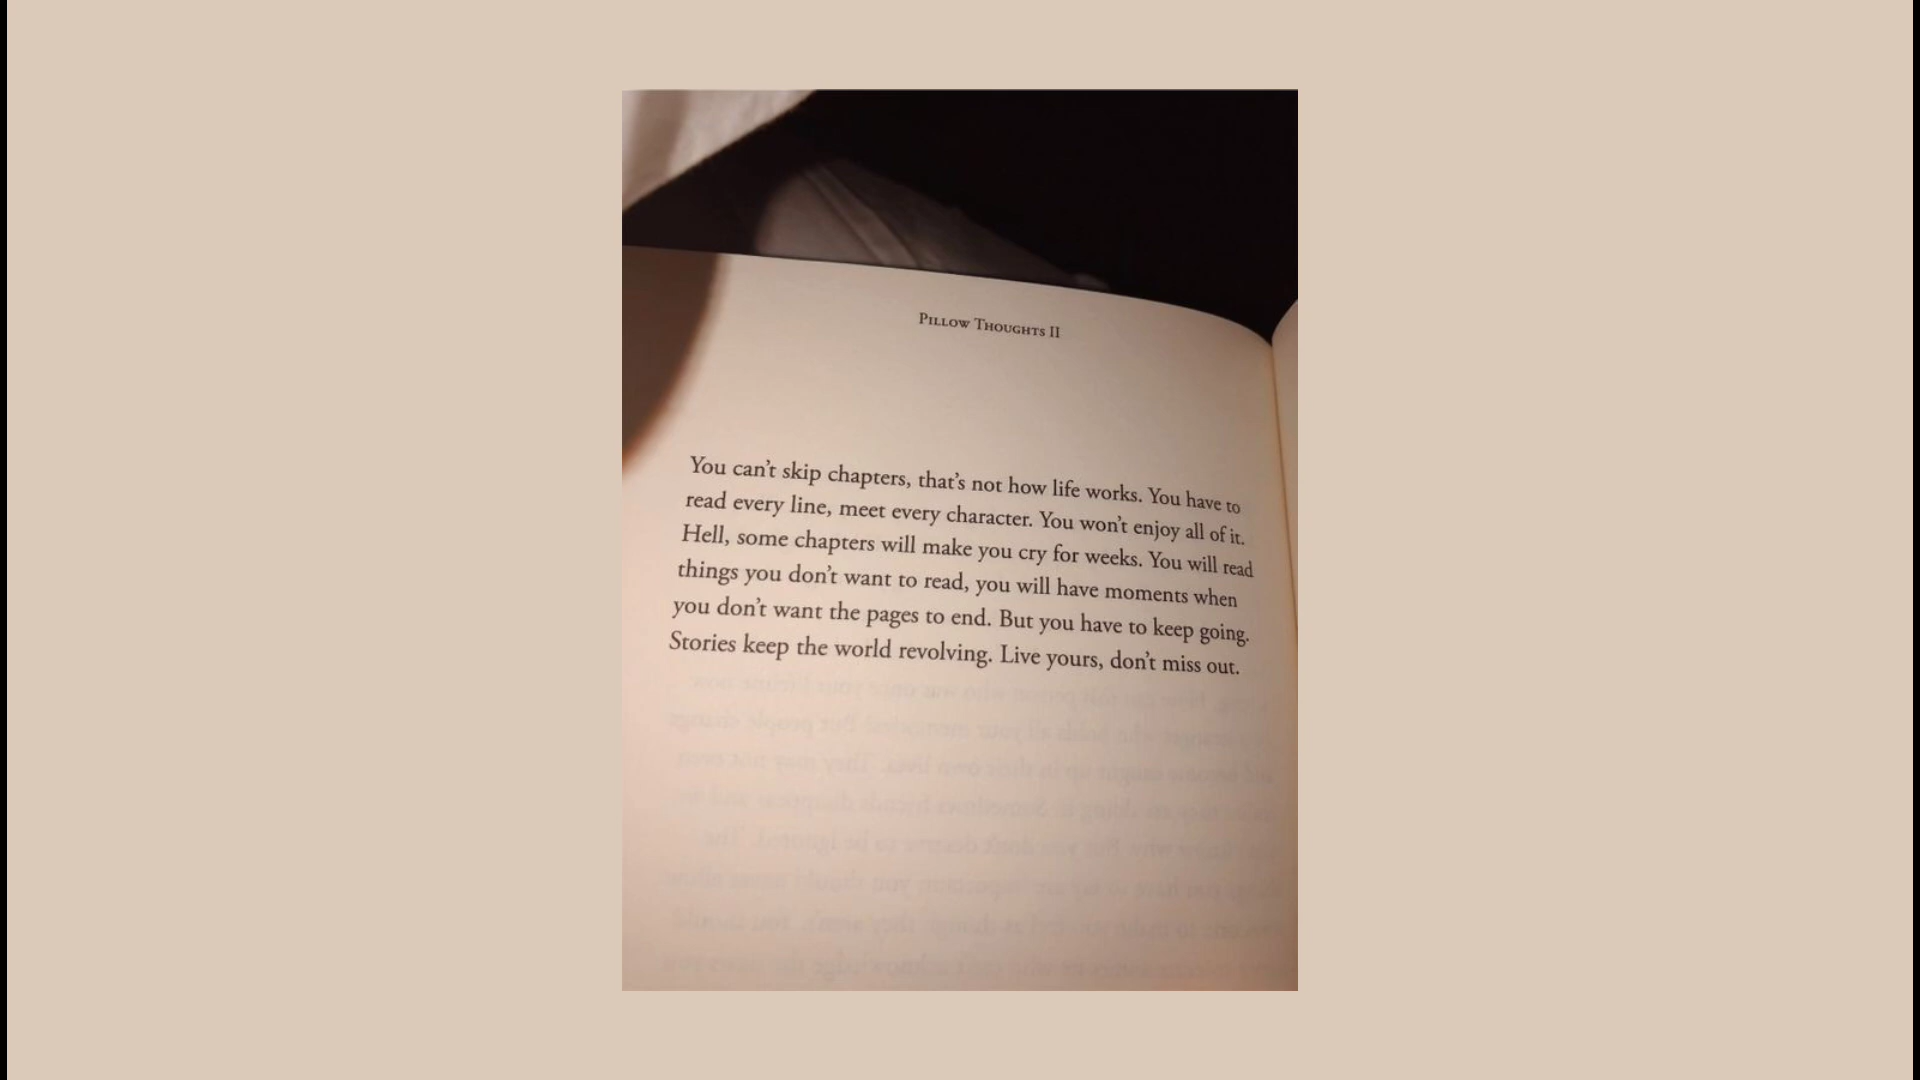 Pillow Thoughts II
You can't skip chapters, that's not how life works. You have to
read every line, meet every character. You won't enjoy all of it.
Hell, some chapters will make you cry for weeks. You will read
things you don't want to read, you will have moments when
you don't want the pages to end. But you have to keep going.
Stories keep the world revolving. Live yours, don't miss out.